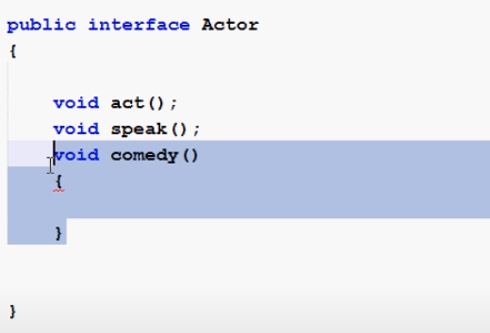 public interface Actor
{
void act();
void speak();
void comedy()
{
}
}